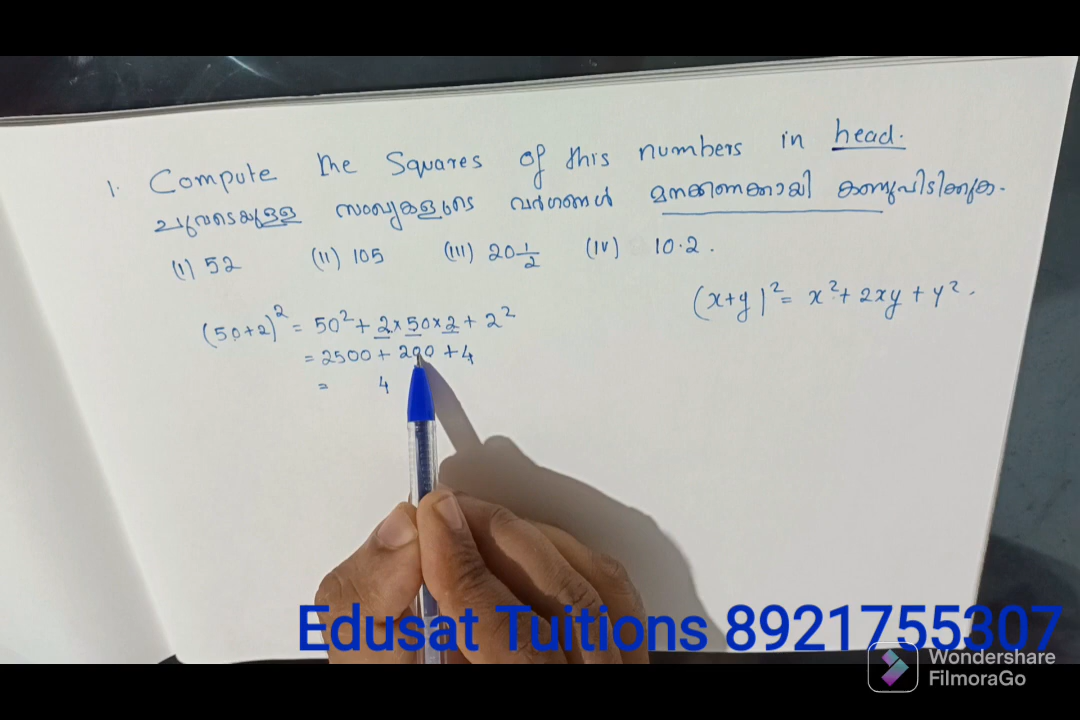 1. Compute the Squares of this numbers in head.
ചുവടെയുള്ള സംഖ്യകളുടെ വർഗങ്ങൾ മനക്കണക്കായി കണ്ടുപിടിക്കുക.
(i) 52 (ii) 105 (iii) 20 1/2 (iv) 10.2.
(x+y)² = x² + 2xy + y².
(50+2)² = 50² + 2×50×2 + 2²
= 2500 + 200 + 4
= 4
Edusat Tuitions 8921755307
Wondershare
FilmoraGo